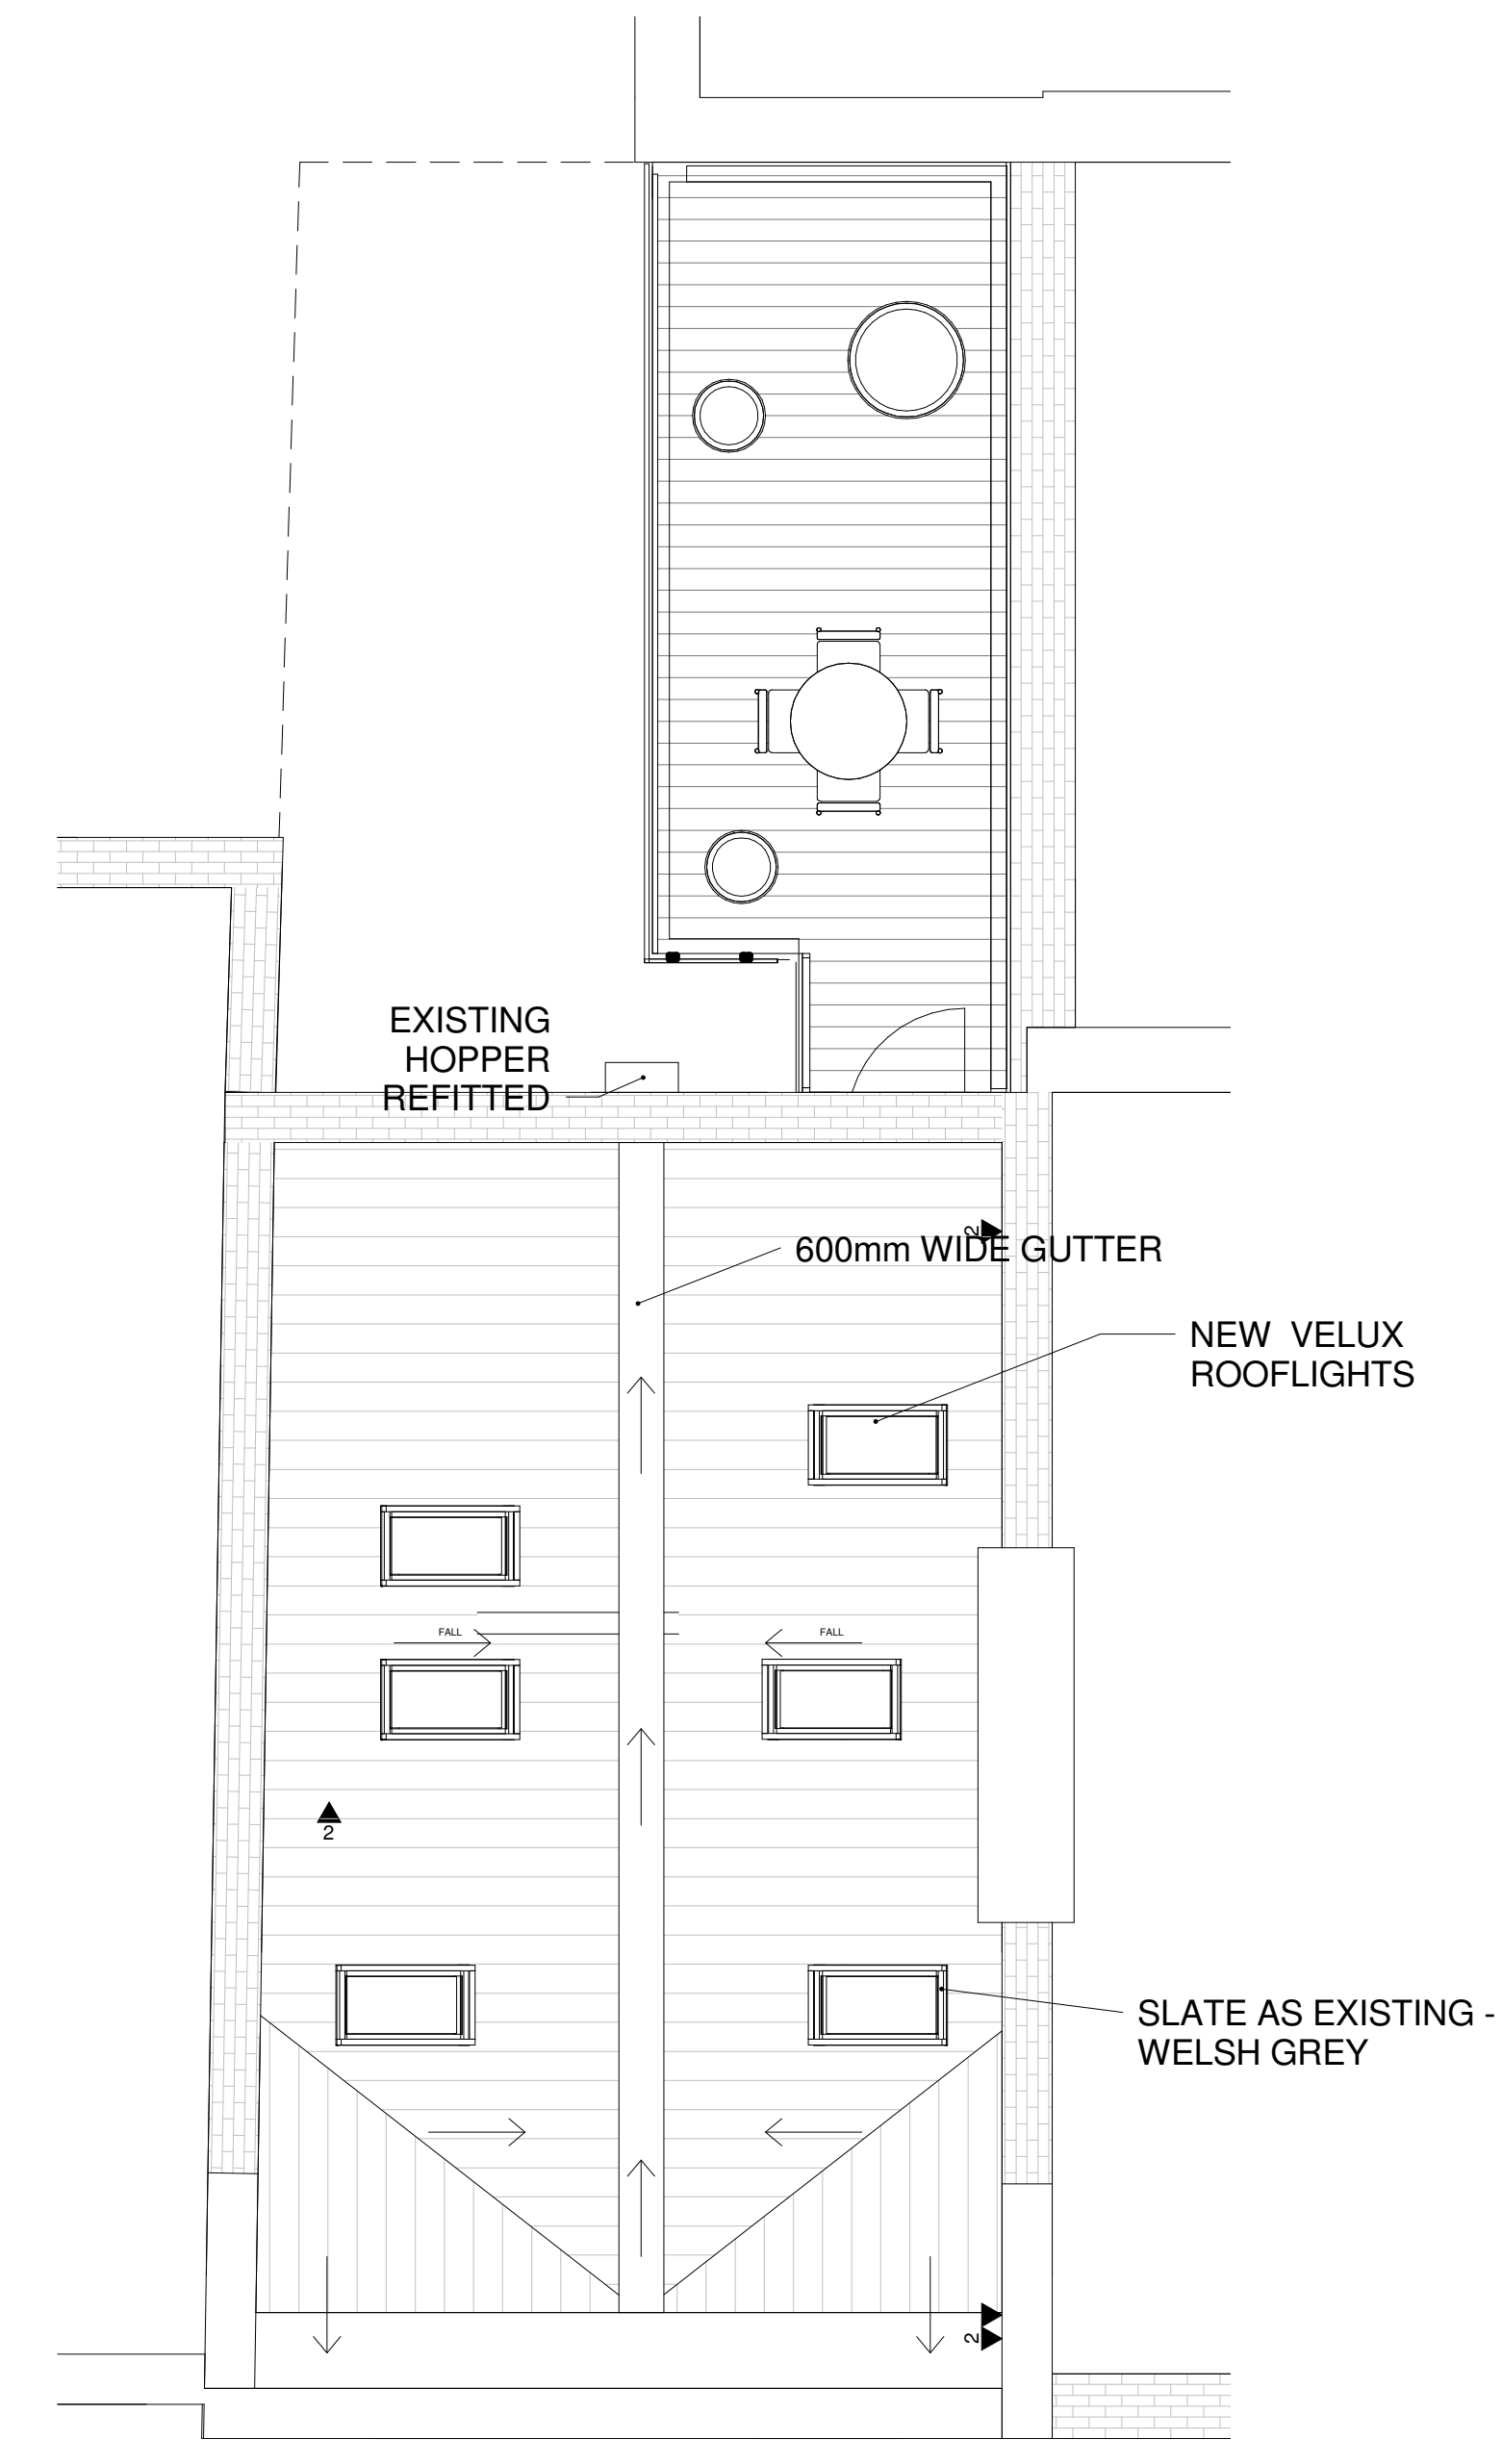 EXISTING
HOPPER
REFITTED
2
600mm WIDE GUTTER
NEW VELUX
ROOFLIGHTS
FALL
FALL
2
SLATE AS EXISTING -
WELSH GREY
2